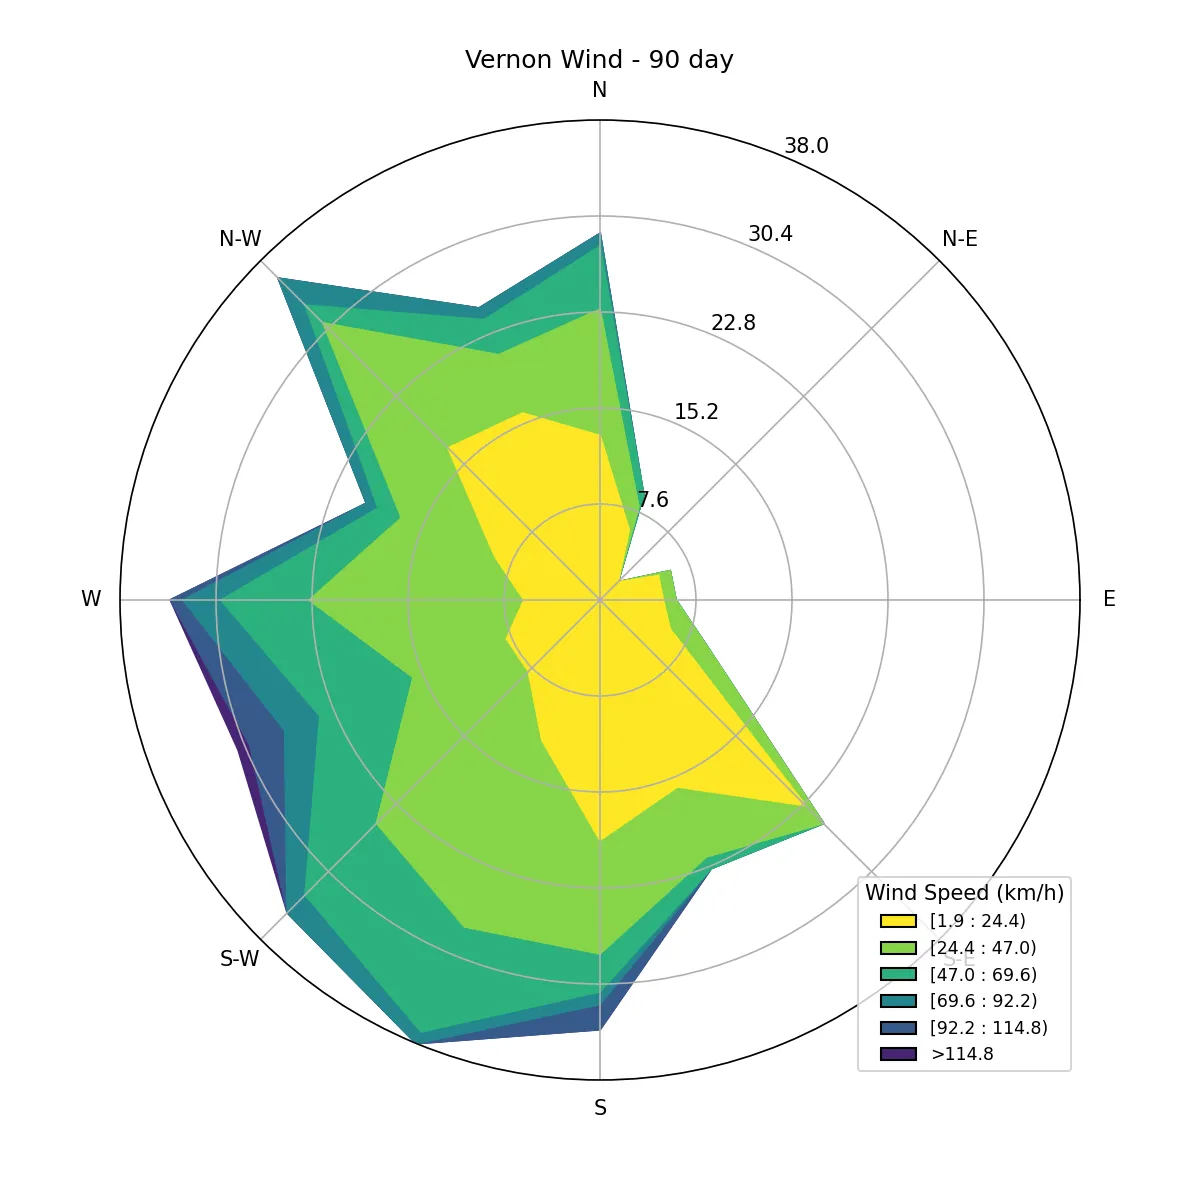 Vernon Wind - 90 day
N
38.0
30.4
N-W
N-E
22.8
15.2
7.6
W
E
Wind Speed (km/h)
[1.9 : 24.4)
[24.4 : 47.0)
S-W
S-E
[47.0 : 69.6)
[69.6 : 92.2)
[92.2 : 114.8)
>114.8
S